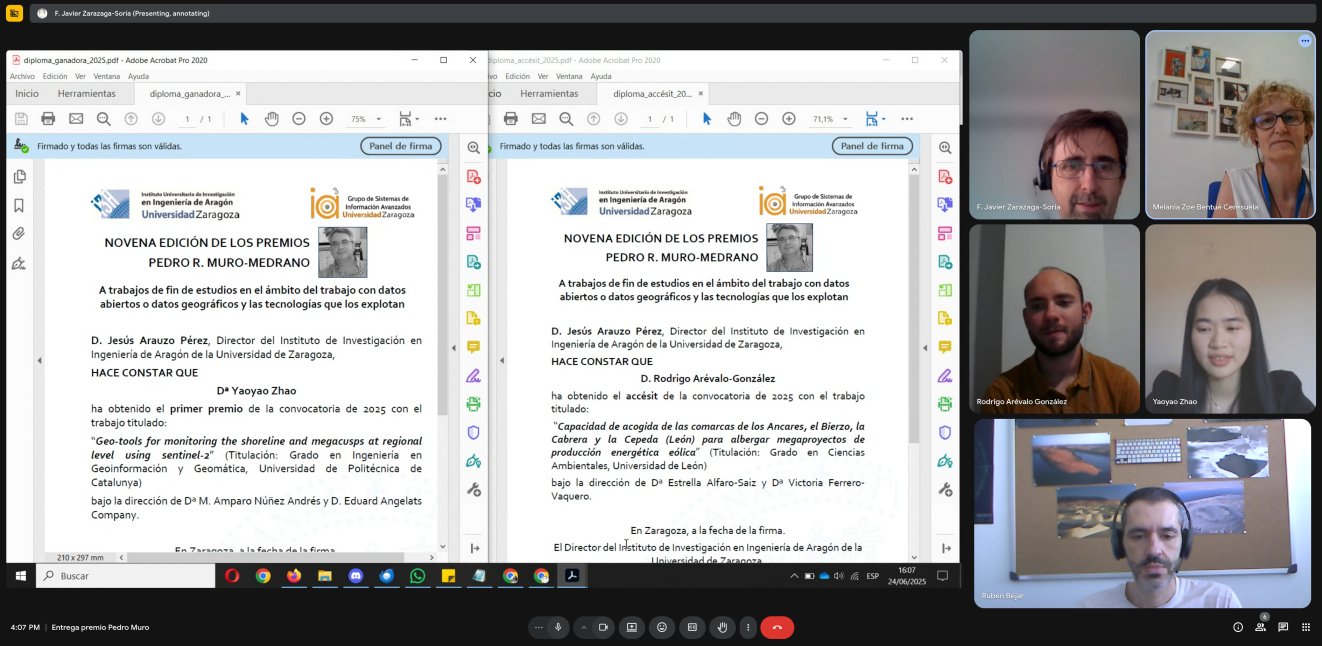 F. Javier Zarazaga-Soria (Presenting, annotating)
diploma_ganadora_2025.pdf - Adobe Acrobat Pro 2020
Archivo Edición Ver Ventana Ayuda
Inicio Herramientas diploma_ganadora_... ×
1 / 1 75%
Firmado y todas las firmas son válidas. Panel de firma
Instituto Universitario de Investigación
en Ingeniería de Aragón
Universidad Zaragoza
Grupo de Sistemas de
Información Avanzados
Universidad Zaragoza
NOVENA EDICIÓN DE LOS PREMIOS
PEDRO R. MURO-MEDRANO
A trabajos de fin de estudios en el ámbito del trabajo con datos
abiertos o datos geográficos y las tecnologías que los explotan
D. Jesús Arauzo Pérez, Director del Instituto de Investigación en
Ingeniería de Aragón de la Universidad de Zaragoza,
HACE CONSTAR QUE
Dª Yaoyao Zhao
ha obtenido el primer premio de la convocatoria de 2025 con el
trabajo titulado:
“Geo-tools for monitoring the shoreline and megacusps at regional
level using sentinel-2” (Titulación: Grado en Ingeniería en
Geoinformación y Geomática, Universidad de Politécnica de
Catalunya)
bajo la dirección de Dª M. Amparo Núñez Andrés y D. Eduard Angelats
Company.
En Zaragoza, a la fecha de la firma.
210 x 297 mm
diploma_accésit_2025.pdf - Adobe Acrobat Pro 2020
Edición Ver Ventana Ayuda
Herramientas diploma_accésit_20... ×
1 / 1 71,1%
Firmado y todas las firmas son válidas. Panel de firma
Instituto Universitario de Investigación
en Ingeniería de Aragón
Universidad Zaragoza
Grupo de Sistemas de
Información Avanzados
Universidad Zaragoza
NOVENA EDICIÓN DE LOS PREMIOS
PEDRO R. MURO-MEDRANO
A trabajos de fin de estudios en el ámbito del trabajo con datos
abiertos o datos geográficos y las tecnologías que los explotan
D. Jesús Arauzo Pérez, Director del Instituto de Investigación en
Ingeniería de Aragón de la Universidad de Zaragoza,
HACE CONSTAR QUE
D. Rodrigo Arévalo-González
ha obtenido el accésit de la convocatoria de 2025 con el trabajo
titulado:
“Capacidad de acogida de las comarcas de los Ancares, el Bierzo, la
Cabrera y la Cepeda (León) para albergar megaproyectos de
producción energética eólica” (Titulación: Grado en Ciencias
Ambientales, Universidad de León)
bajo la dirección de Dª Estrella Alfaro-Saiz y Dª Victoria Ferrero-
Vaquero.
En Zaragoza, a la fecha de la firma.
El Director del Instituto de Investigación en Ingeniería de Aragón de la
Universidad de Zaragoza
Buscar
ESP
16:07
24/06/2025
F. Javier Zarazaga-Soria
Melania Zoe Bentué Ceresuela
Rodrigo Arévalo González
Yaoyao Zhao
Ruben Béjar
4:07 PM | Entrega premio Pedro Muro
6